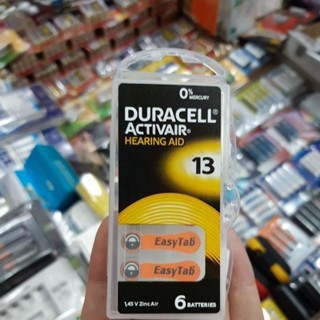 0% MERCURY
DURACELL®
ACTIVAIR®
HEARING AID
13
EasyTab
EasyTab
1,45 V Zinc Air
6 BATTERIES